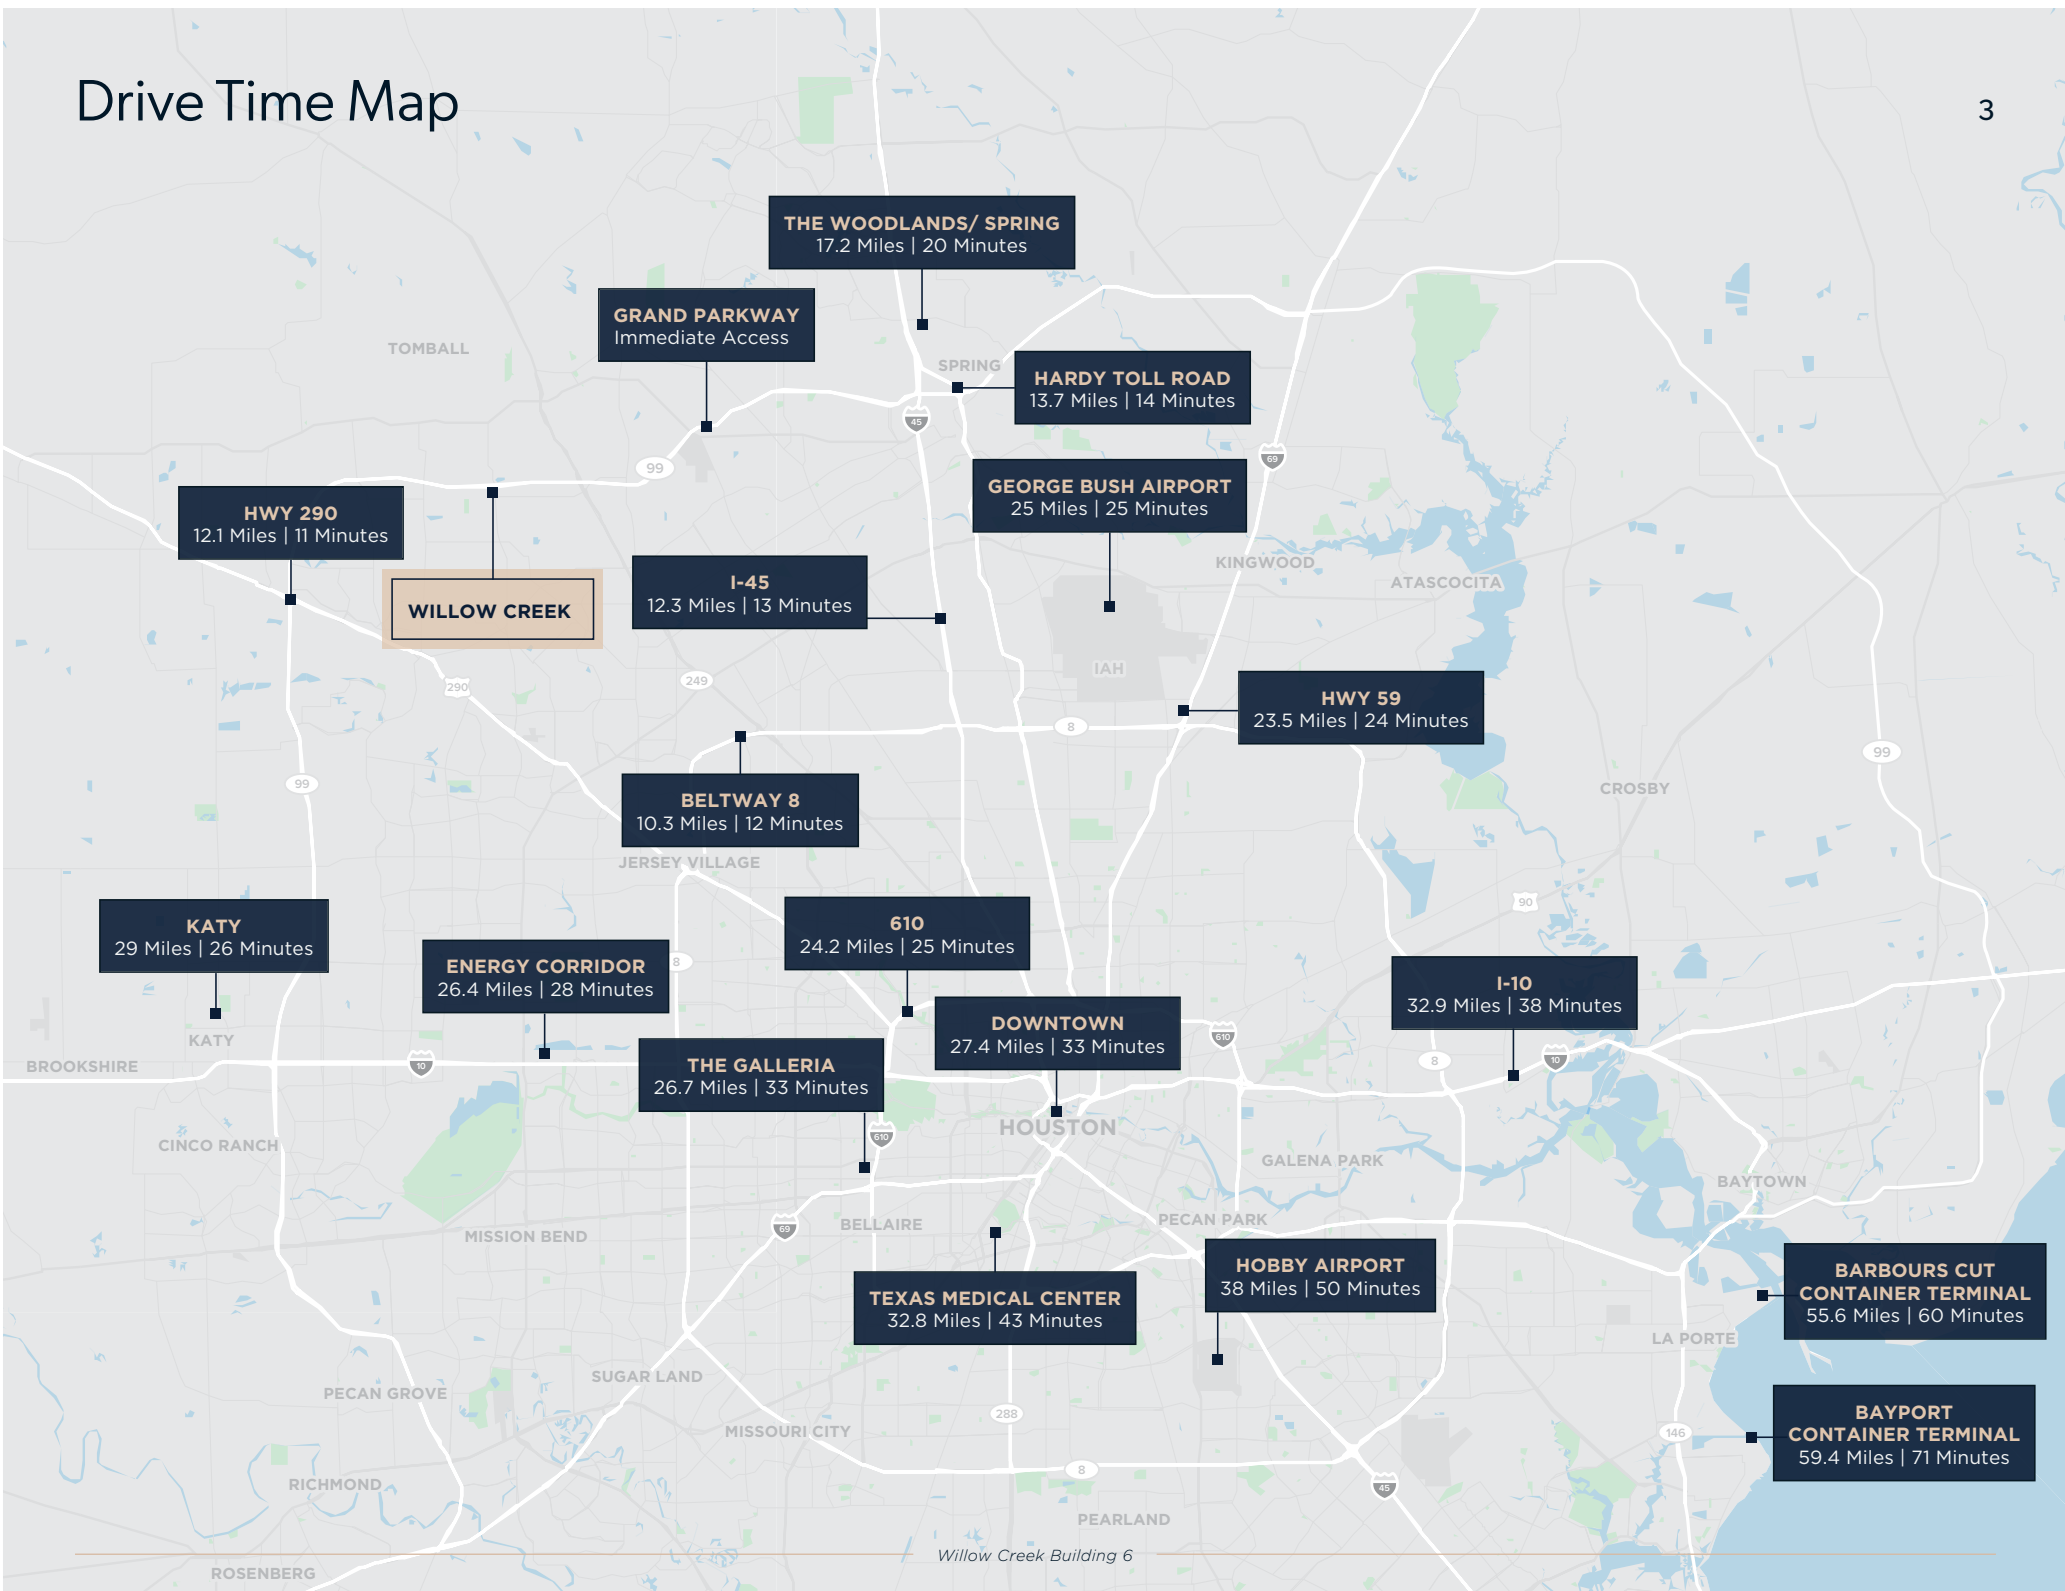 Drive Time Map
3
THE WOODLANDS/ SPRING
17.2 Miles | 20 Minutes
GRAND PARKWAY
Immediate Access
TOMBALL
SPRING
HARDY TOLL ROAD
13.7 Miles | 14 Minutes
45
69
99
GEORGE BUSH AIRPORT
25 Miles | 25 Minutes
HWY 290
12.1 Miles | 11 Minutes
WILLOW CREEK
I-45
12.3 Miles | 13 Minutes
KINGWOOD
ATASCOCITA
IAH
290
249
HWY 59
23.5 Miles | 24 Minutes
8
99
99
CROSBY
BELTWAY 8
10.3 Miles | 12 Minutes
JERSEY VILLAGE
90
KATY
29 Miles | 26 Minutes
610
24.2 Miles | 25 Minutes
ENERGY CORRIDOR
26.4 Miles | 28 Minutes
8
I-10
32.9 Miles | 38 Minutes
DOWNTOWN
27.4 Miles | 33 Minutes
610
KATY
BROOKSHIRE
10
THE GALLERIA
26.7 Miles | 33 Minutes
8
10
HOUSTON
610
CINCO RANCH
GALENA PARK
BAYTOWN
MISSION BEND
69
BELLAIRE
PECAN PARK
HOBBY AIRPORT
38 Miles | 50 Minutes
TEXAS MEDICAL CENTER
32.8 Miles | 43 Minutes
BARBOURS CUT
CONTAINER TERMINAL
55.6 Miles | 60 Minutes
LA PORTE
SUGAR LAND
PECAN GROVE
288
MISSOURI CITY
146
BAYPORT
CONTAINER TERMINAL
59.4 Miles | 71 Minutes
8
45
RICHMOND
PEARLAND
Willow Creek Building 6
ROSENBERG